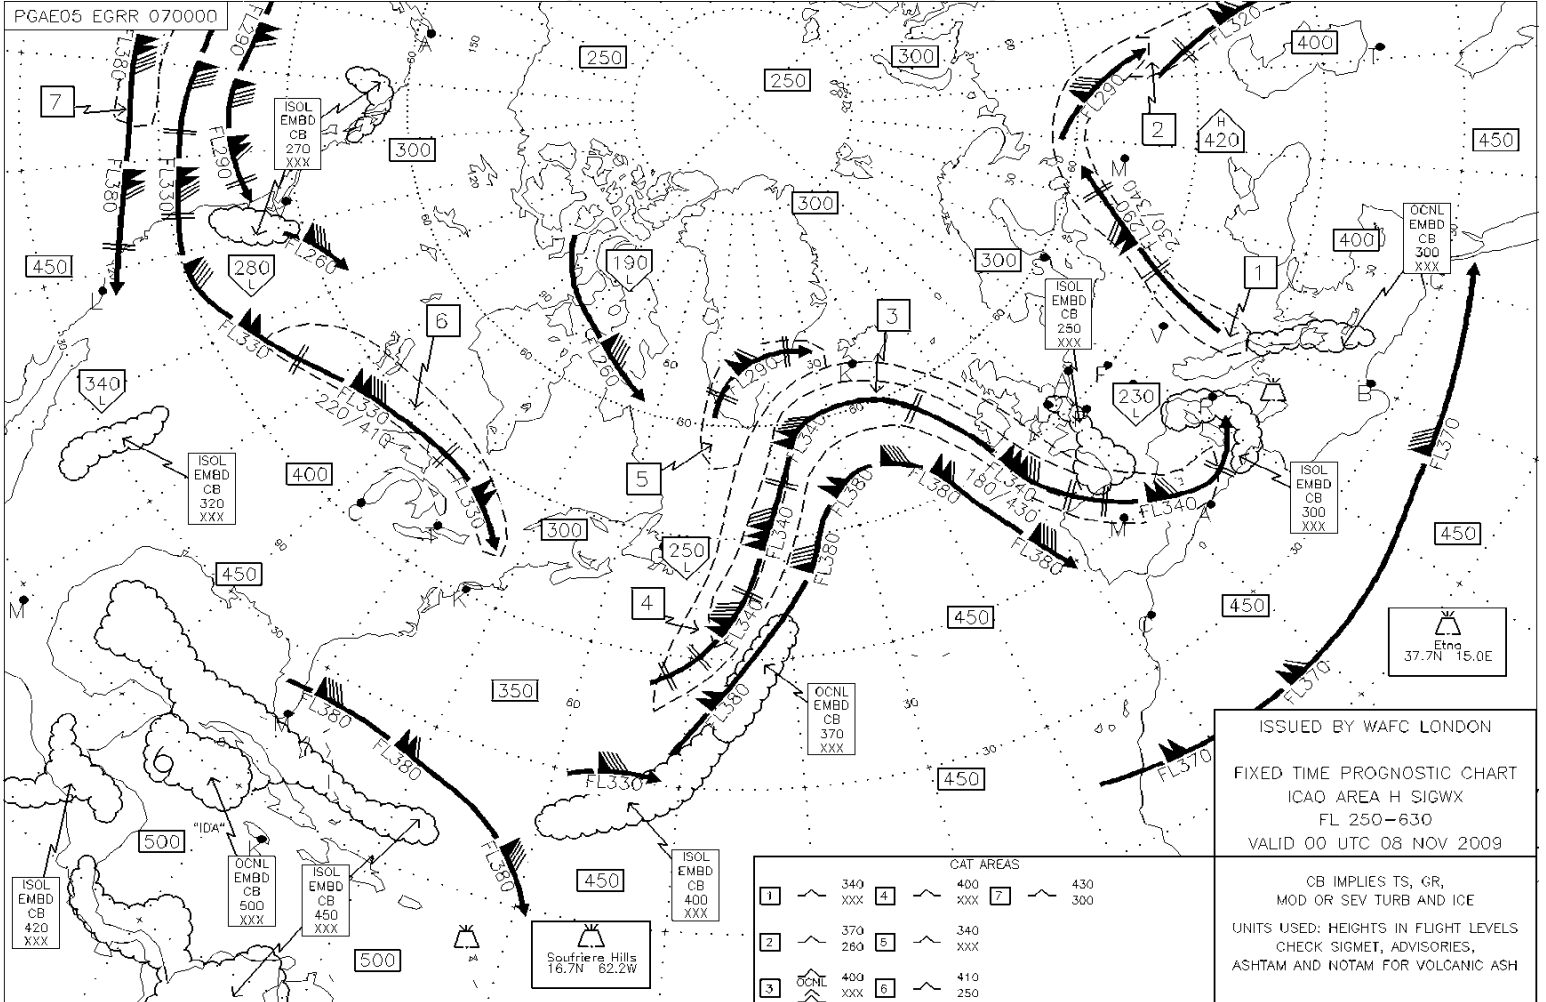 PGAE05 EGRR 070000
FL380
FL290
FL320
250
300
400
250
7
ISOL
EMBD
CB
270
XXX
FL290
2
H
420
450
300
FL290
M
FL380
FL330
300
FL290
230/340
OCNL
EMBD
CB
300
XXX
400
FL260
450
280
L
190
L
300
S
1
ISOL
EMBD
CB
250
XXX
6
3
L
FL330
V
340
L
FL260
FL290
K
F
230
L
B
FL330
220/410
FL340
5
ISOL
EMBD
CB
320
XXX
400
FL340
180/430
FL380
FL380
FL340
FL370
ISOL
EMBD
CB
300
XXX
C
FL330
300
FL340
FL380
M
A
FL380
450
250
L
450
M
K
4
FL340
450
450
C
Etna
37.7N 15.0E
350
FL380
FL380
OCNL
EMBD
CB
370
XXX
FL370
FL380
FL330
450
FL370
ISSUED BY WAFC LONDON
FIXED TIME PROGNOSTIC CHART
ICAO AREA H SIGWX
FL 250-630
VALID 00 UTC 08 NOV 2009
"IDA"
500
K
FL380
450
ISOL
EMBD
CB
420
XXX
OCNL
EMBD
CB
500
XXX
ISOL
EMBD
CB
450
XXX
ISOL
EMBD
CB
400
XXX
500
Soufriere Hills
16.7N 62.2W
CAT AREAS
1 340 XXX
4 400 XXX
7 430 300
2 370 260
5 340 XXX
3 OCNL 400 XXX
6 410 250
CB IMPLIES TS, GR,
MOD OR SEV TURB AND ICE
UNITS USED: HEIGHTS IN FLIGHT LEVELS
CHECK SIGMET, ADVISORIES,
ASHTAM AND NOTAM FOR VOLCANIC ASH